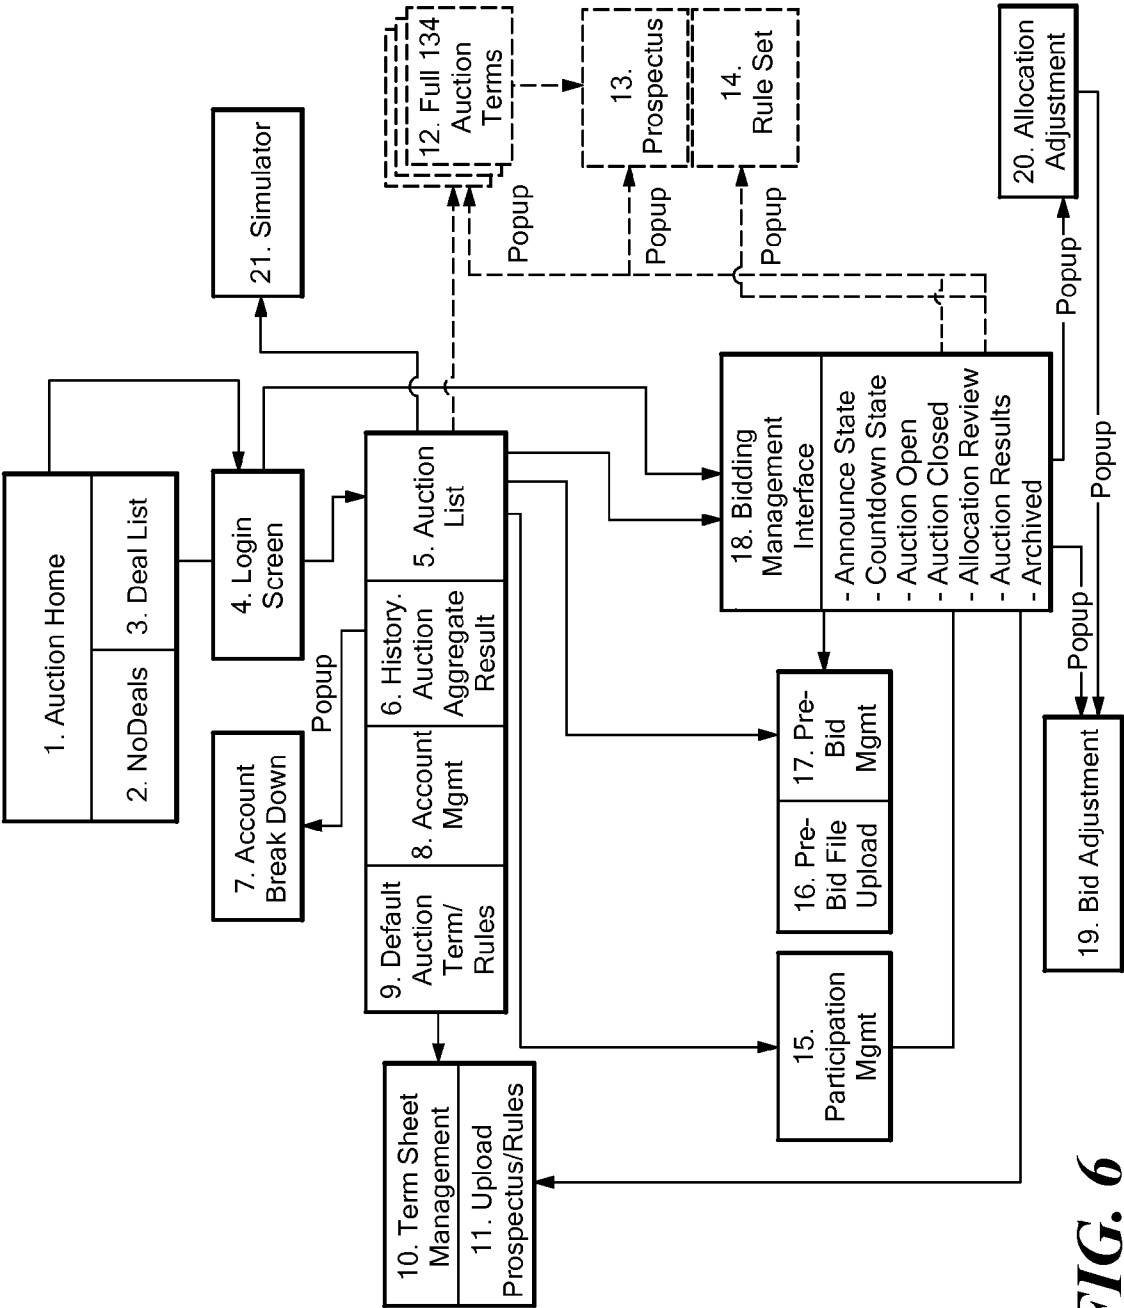 1. Auction Home
2. NoDeals
3. Deal List
4. Login
Screen
21. Simulator
7. Account
Break Down
Popup
9. Default
Auction
Term/
Rules
8. Account
Mgmt
6. History.
Auction
Aggregate
Result
5. Auction
List
12. Full 134
Auction
Terms
Popup
10. Term Sheet
Management
11. Upload
Prospectus/Rules
13.
Prospectus
Popup
14.
Rule Set
Popup
15.
Participation
Mgmt
16. Pre-
Bid File
Upload
17. Pre-
Bid
Mgmt
18. Bidding
Management
Interface
- Announce State
- Countdown State
- Auction Open
- Auction Closed
- Allocation Review
- Auction Results
- Archived
20. Allocation
Adjustment
Popup
Popup
Popup
19. Bid Adjustment
FIG. 6